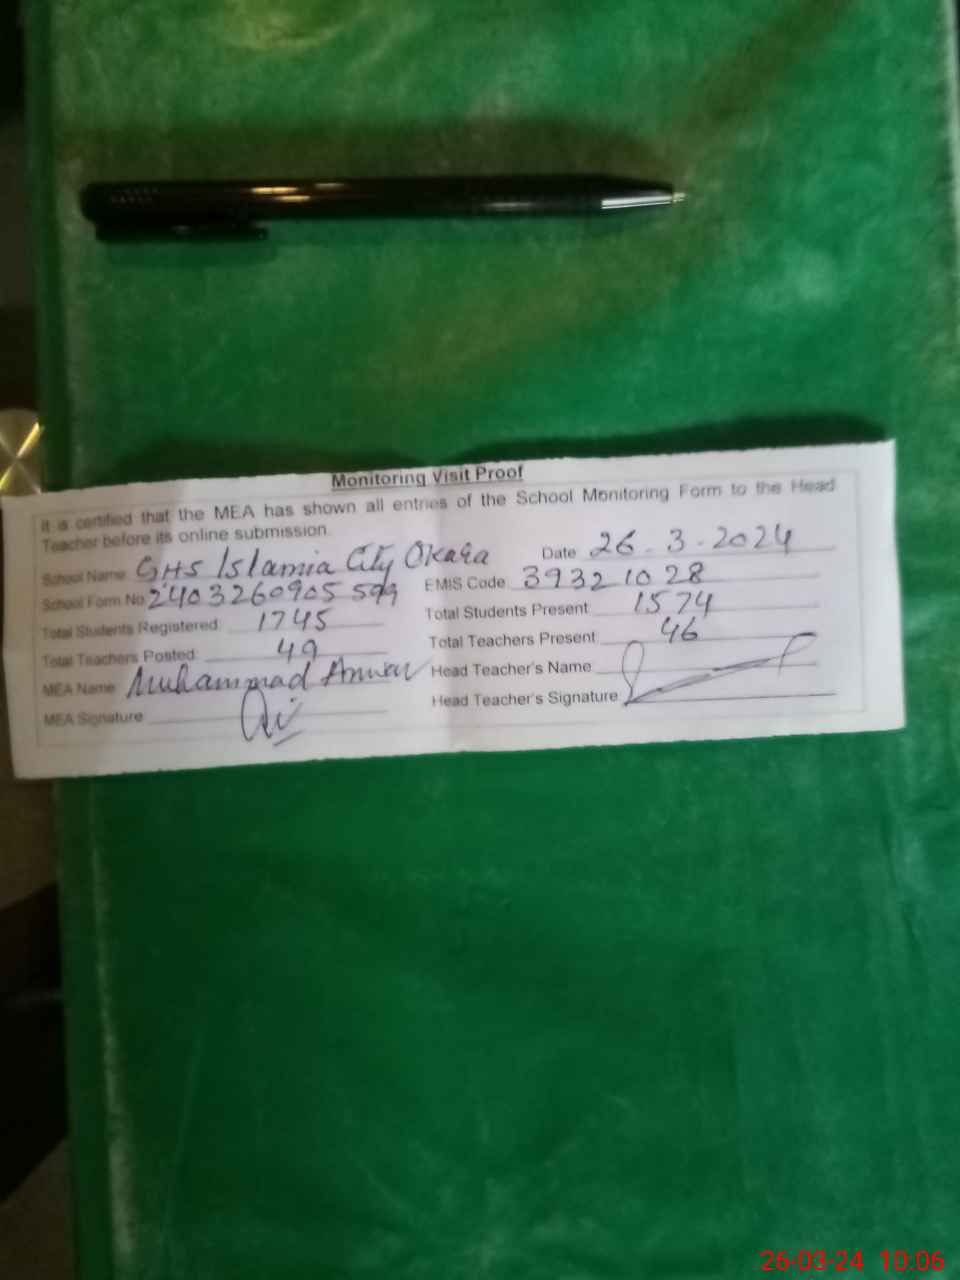 Monitoring Visit Proof
It is certified that the MEA has shown all entries of the School Monitoring Form to the Head
Teacher before its online submission.
School Name: GHS Islamia City Okara Date 26-3-2024
School Form No 2403260905599 EMIS Code 39321028
Total Students Registered: 1745 Total Students Present 1574
Total Teachers Posted: 49 Total Teachers Present 46
MEA Name Muhammad Anwar Head Teacher's Name
MEA Signature Head Teacher's Signature
26-03-24 10:06